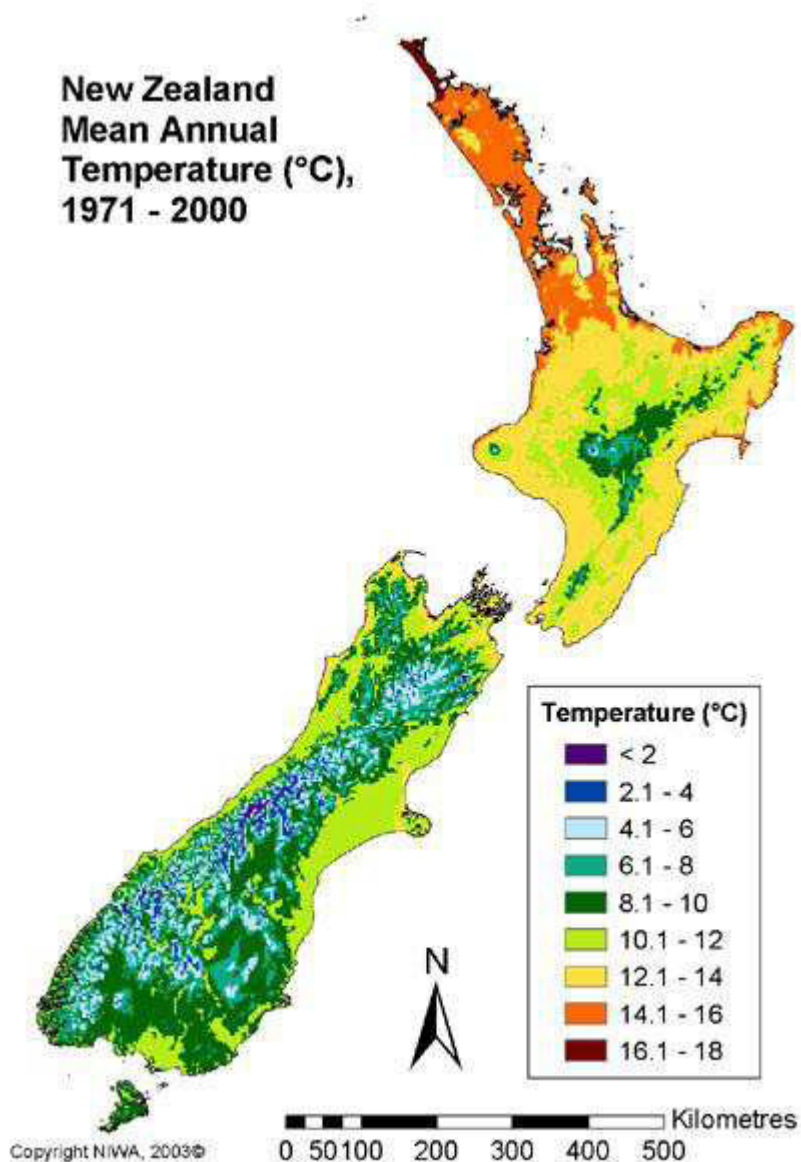 New Zealand
Mean Annual
Temperature (°C),
1971 - 2000
Temperature (°C)
< 2
2.1 - 4
4.1 - 6
6.1 - 8
8.1 - 10
10.1 - 12
12.1 - 14
14.1 - 16
16.1 - 18
N
Kilometres
0 50 100 200 300 400 500
Copyright NIWA, 2003©